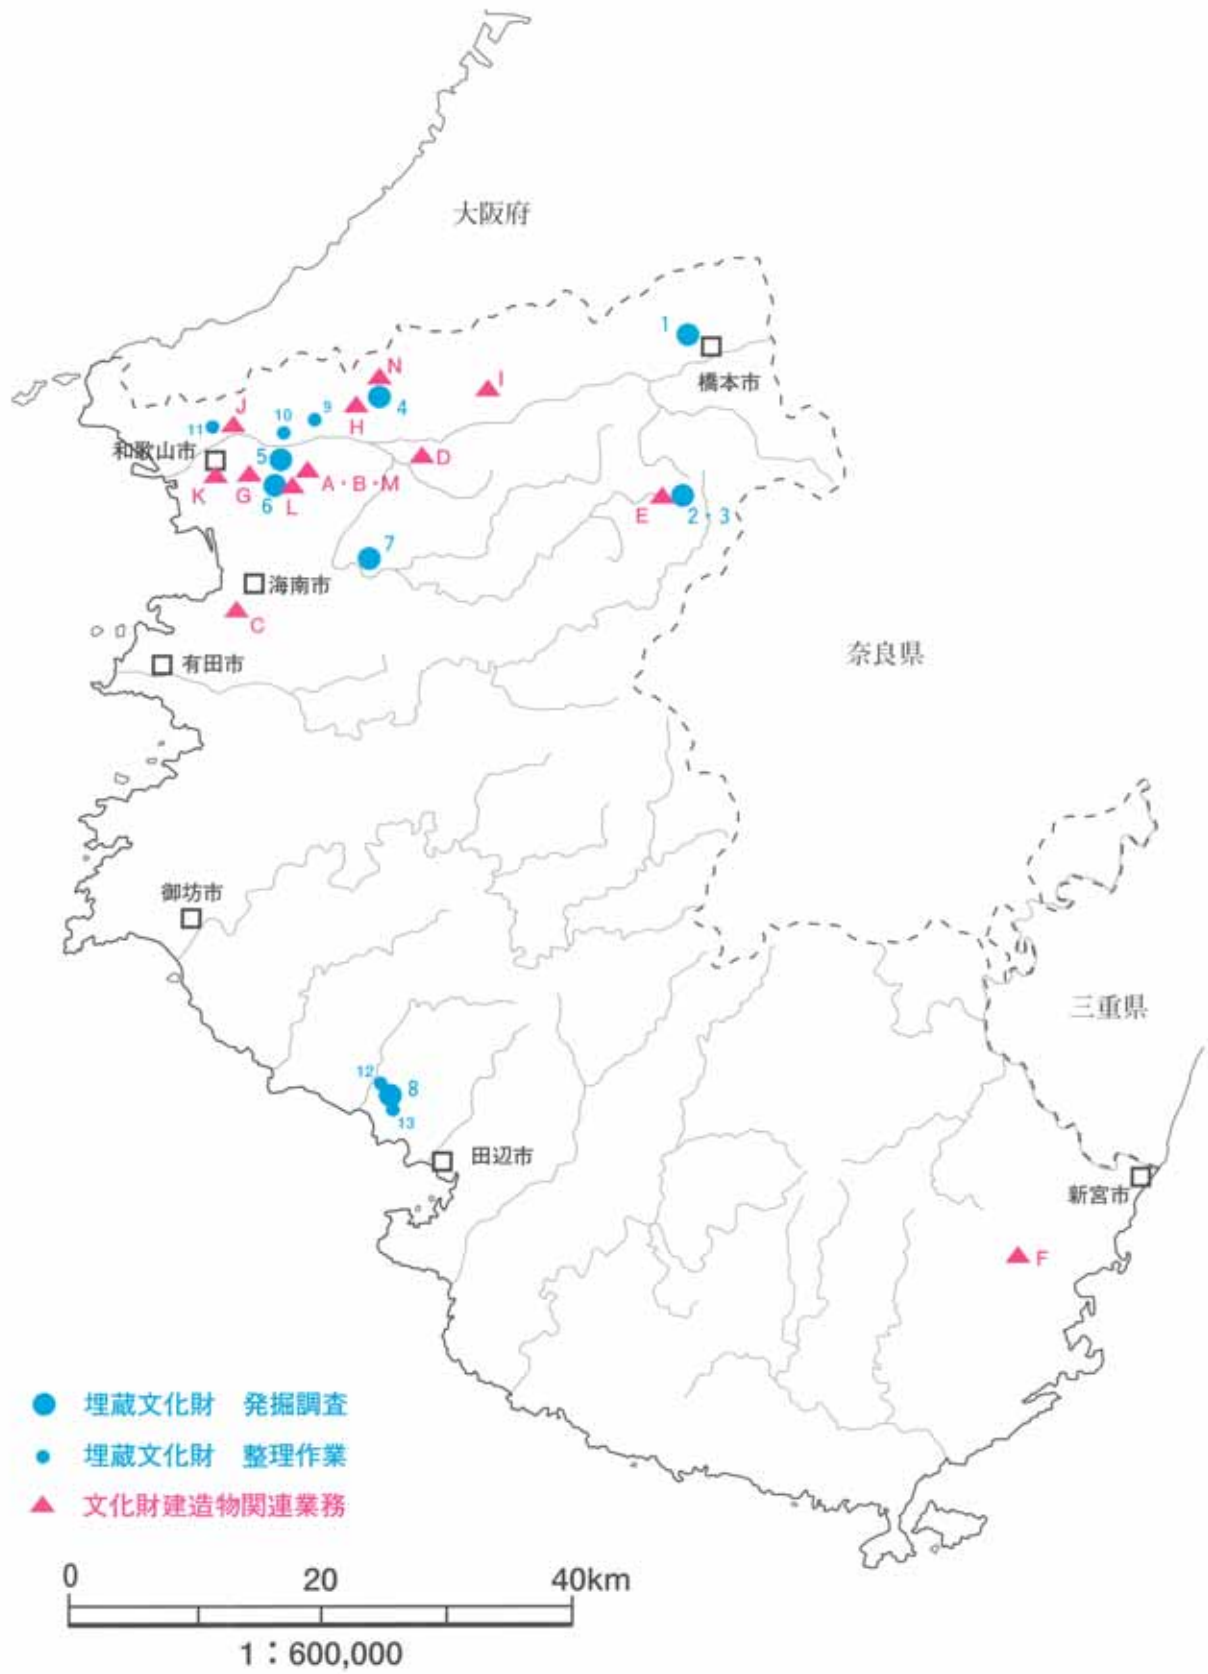 大阪府
1
橋本市
N
I
4
J
9
H
10
11
和歌山市
5
D
K
G
A・B・M
6
L
E
2・3
7
海南市
C
有田市
奈良県
御坊市
三重県
12
8
13
田辺市
新宮市
F
埋蔵文化財 発掘調査
埋蔵文化財 整理作業
文化財建造物関連業務
0 20 40km
1：600,000